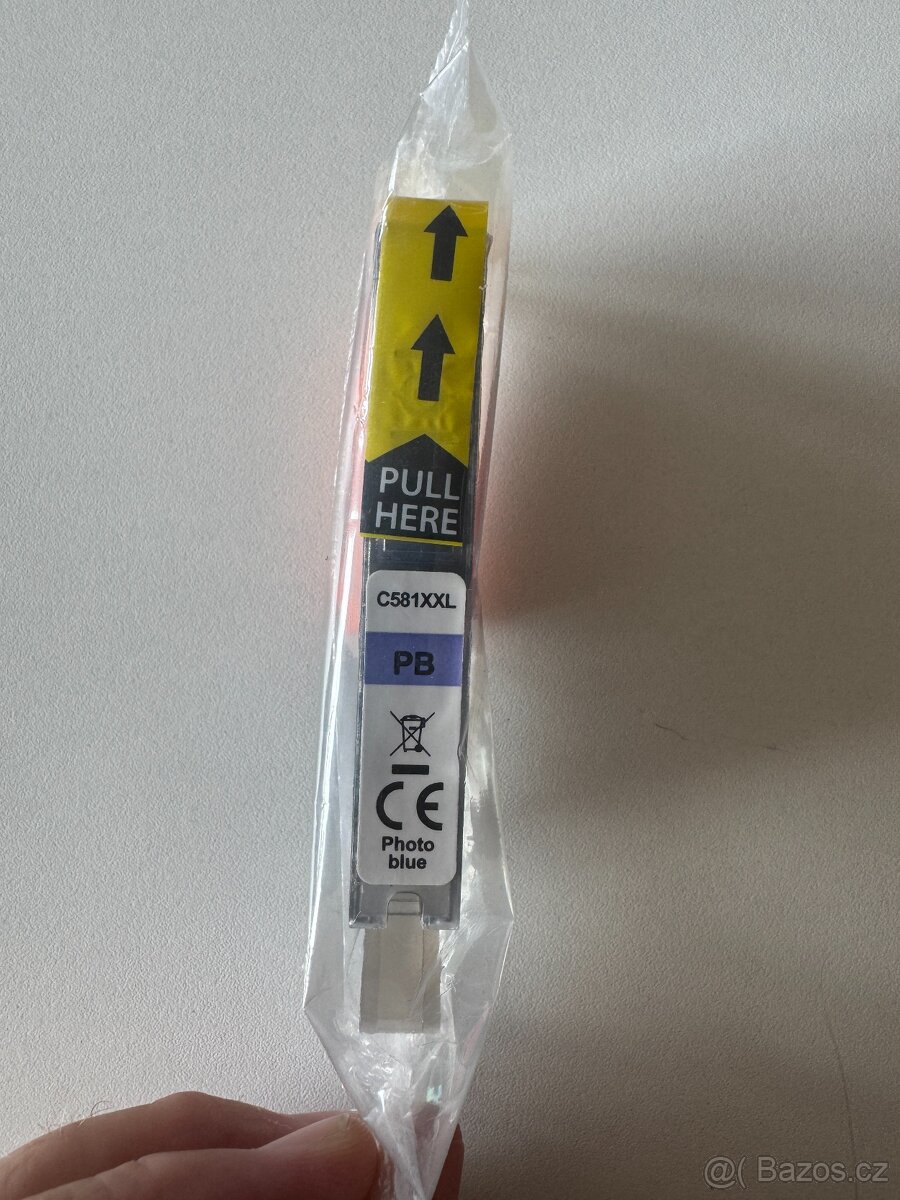 PULL
HERE
C581XXL
PB
CE
Photo
blue
@( Bazos.cz